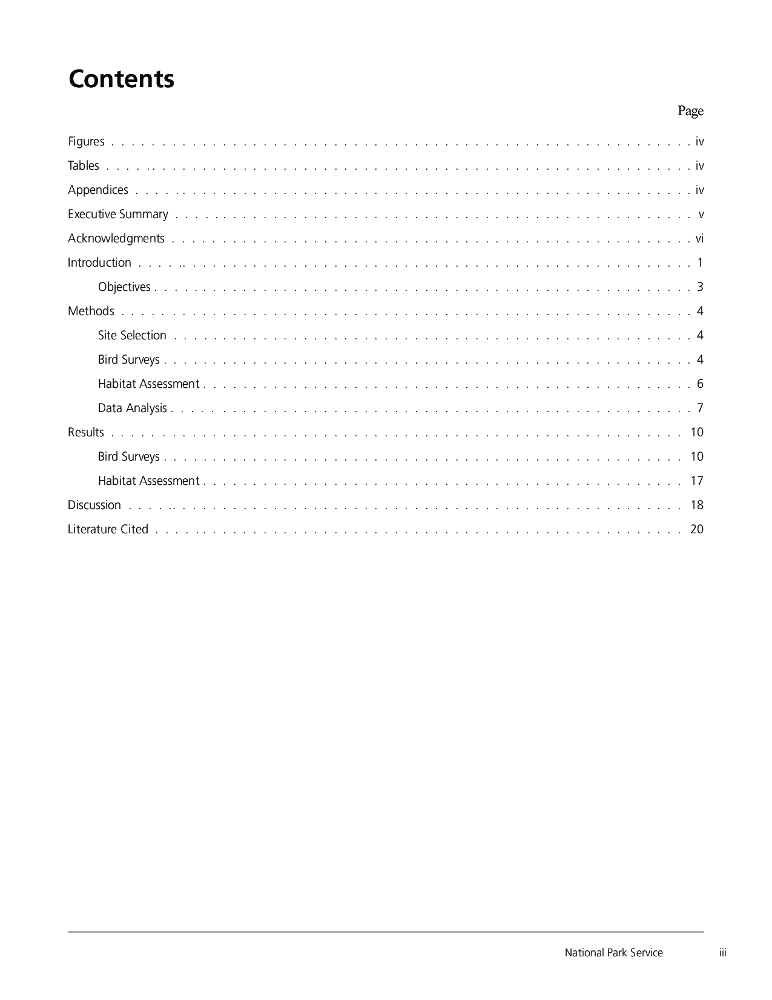 Contents
Page
Figures . . . . . . . . . . . . . . . . . . . . . . . . . . . . . . . . . . . . . . . . . . . . . . . . . . . . . . . . . . iv
Tables . . . . . . . . . . . . . . . . . . . . . . . . . . . . . . . . . . . . . . . . . . . . . . . . . . . . . . . . . . iv
Appendices . . . . . . . . . . . . . . . . . . . . . . . . . . . . . . . . . . . . . . . . . . . . . . . . . . . . . . . iv
Executive Summary . . . . . . . . . . . . . . . . . . . . . . . . . . . . . . . . . . . . . . . . . . . . . . . . . . . v
Acknowledgments . . . . . . . . . . . . . . . . . . . . . . . . . . . . . . . . . . . . . . . . . . . . . . . . . . . . vi
Introduction . . . . .. . . . . . . . . . . . . . . . . . . . . . . . . . . . . . . . . . . . . . . . . . . . . . . . . . . 1
Objectives . . . . . . . . . . . . . . . . . . . . . . . . . . . . . . . . . . . . . . . . . . . . . . . . . . . . . . 3
Methods . . . . . . . . . . . . . . . . . . . . . . . . . . . . . . . . . . . . . . . . . . . . . . . . . . . . . . . . . 4
Site Selection . . . . . . . . . . . . . . . . . . . . . . . . . . . . . . . . . . . . . . . . . . . . . . . . . . . . 4
Bird Surveys . . . . . . . . . . . . . . . . . . . . . . . . . . . . . . . . . . . . . . . . . . . . . . . . . . . . . 4
Habitat Assessment . . . . . . . . . . . . . . . . . . . . . . . . . . . . . . . . . . . . . . . . . . . . . . . . . 6
Data Analysis . . . . . . . . . . . . . . . . . . . . . . . . . . . . . . . . . . . . . . . . . . . . . . . . . . . . 7
Results . . . . . . . . . . . . . . . . . . . . . . . . . . . . . . . . . . . . . . . . . . . . . . . . . . . . . . . . . 10
Bird Surveys . . . . . . . . . . . . . . . . . . . . . . . . . . . . . . . . . . . . . . . . . . . . . . . . . . . . 10
Habitat Assessment . . . . . . . . . . . . . . . . . . . . . . . . . . . . . . . . . . . . . . . . . . . . . . . . 17
Discussion . . . . .. . . . . . . . . . . . . . . . . . . . . . . . . . . . . . . . . . . . . . . . . . . . . . . . . . . 18
Literature Cited . . . . . . . . . . . . . . . . . . . . . . . . . . . . . . . . . . . . . . . . . . . . . . . . . . . . . 20
National Park Service iii